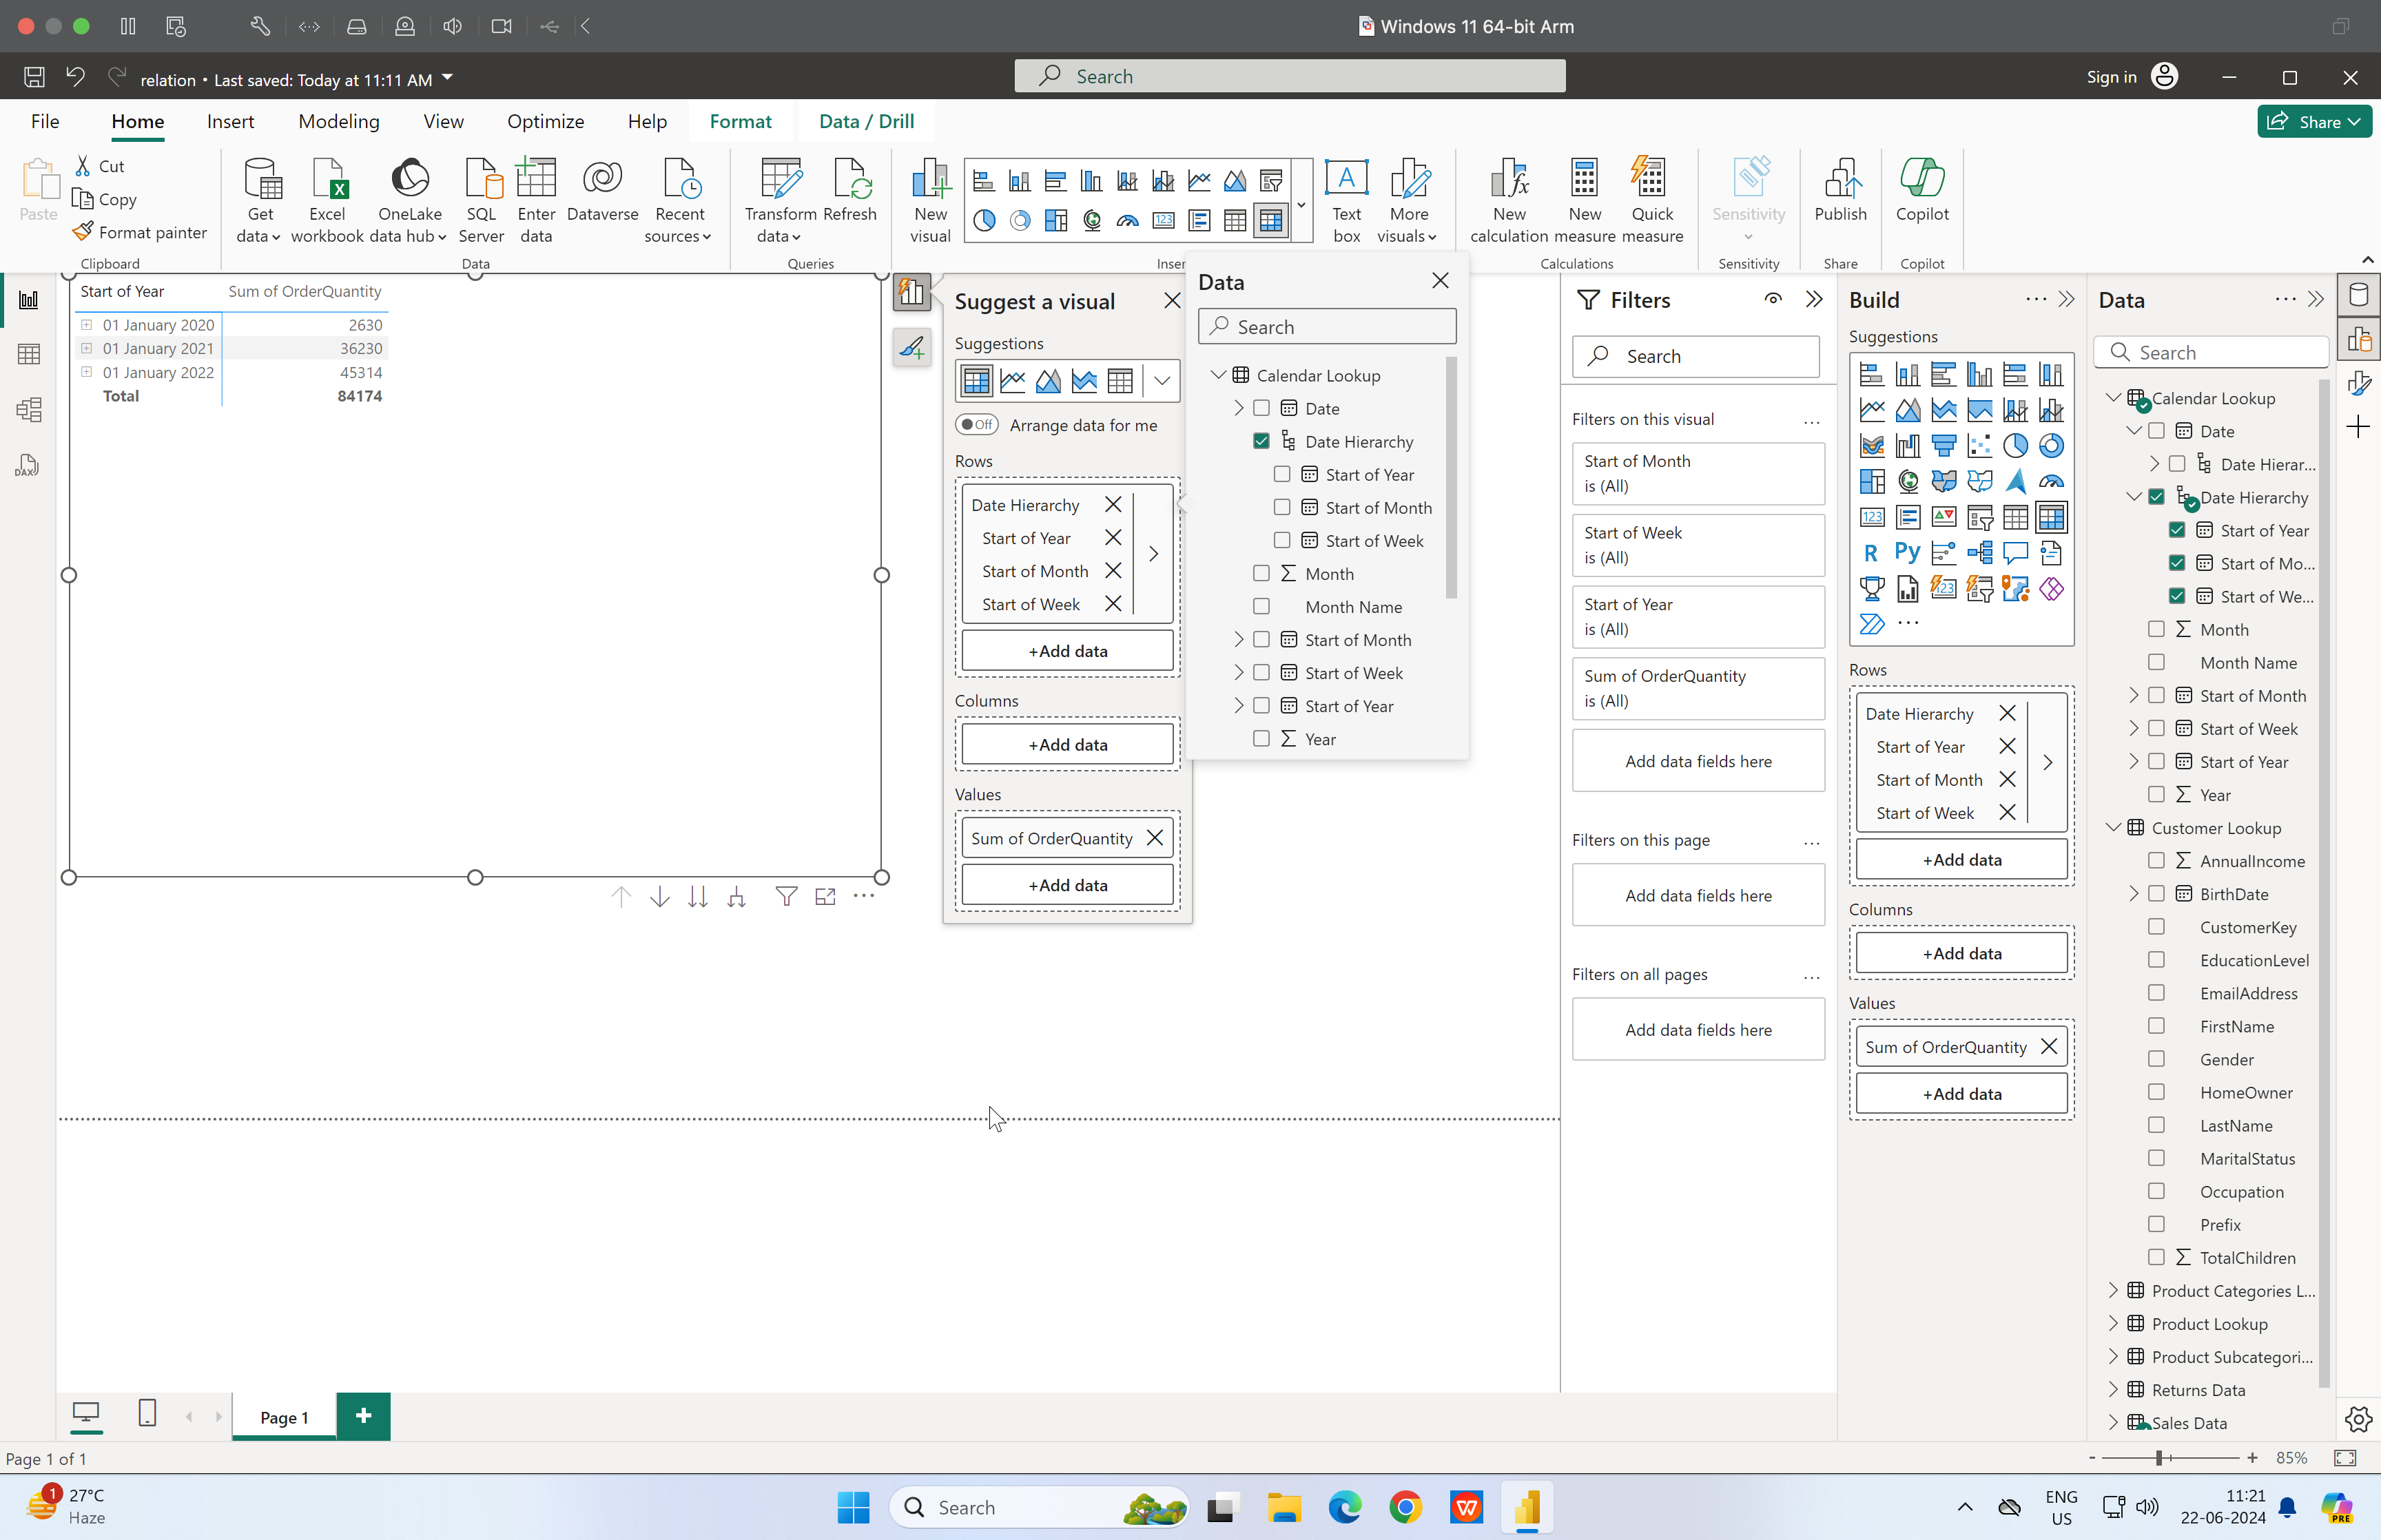 Windows 11 64-bit Arm
relation • Last saved: Today at 11:11 AM
Search
Sign in
File
Home
Insert
Modeling
View
Optimize
Help
Format
Data / Drill
Share
Paste
Cut
Copy
Format painter
Clipboard
Get data
Excel workbook
OneLake data hub
SQL Server
Enter data
Dataverse
Recent sources
Data
Transform data
Refresh
Queries
New visual
Text box
More visuals
Inser
New calculation
New measure
Quick measure
Calculations
Sensitivity
Sensitivity
Publish
Share
Copilot
Copilot
DAX
Start of Year Sum of OrderQuantity
01 January 2020 2630
01 January 2021 36230
01 January 2022 45314
Total 84174
Suggest a visual
Suggestions
Off Arrange data for me
Rows
Date Hierarchy
Start of Year
Start of Month
Start of Week
+Add data
Columns
+Add data
Values
Sum of OrderQuantity
+Add data
Data
Search
Calendar Lookup
Date
Date Hierarchy
Start of Year
Start of Month
Start of Week
Month
Month Name
Start of Month
Start of Week
Start of Year
Year
Filters
Search
Filters on this visual
Start of Month
is (All)
Start of Week
is (All)
Start of Year
is (All)
Sum of OrderQuantity
is (All)
Add data fields here
Filters on this page
Add data fields here
Filters on all pages
Add data fields here
Build
Suggestions
123
R
Py
123
Rows
Date Hierarchy
Start of Year
Start of Month
Start of Week
+Add data
Columns
+Add data
Values
Sum of OrderQuantity
+Add data
Data
Search
Calendar Lookup
Date
Date Hierar...
Date Hierarchy
Start of Year
Start of Mo...
Start of We...
Month
Month Name
Start of Month
Start of Week
Start of Year
Year
Customer Lookup
AnnualIncome
BirthDate
CustomerKey
EducationLevel
EmailAddress
FirstName
Gender
HomeOwner
LastName
MaritalStatus
Occupation
Prefix
TotalChildren
Product Categories L...
Product Lookup
Product Subcategori...
Returns Data
Sales Data
Page 1
Page 1 of 1
85%
1
27°C
Haze
Search
ENG
US
11:21
22-06-2024
PRE